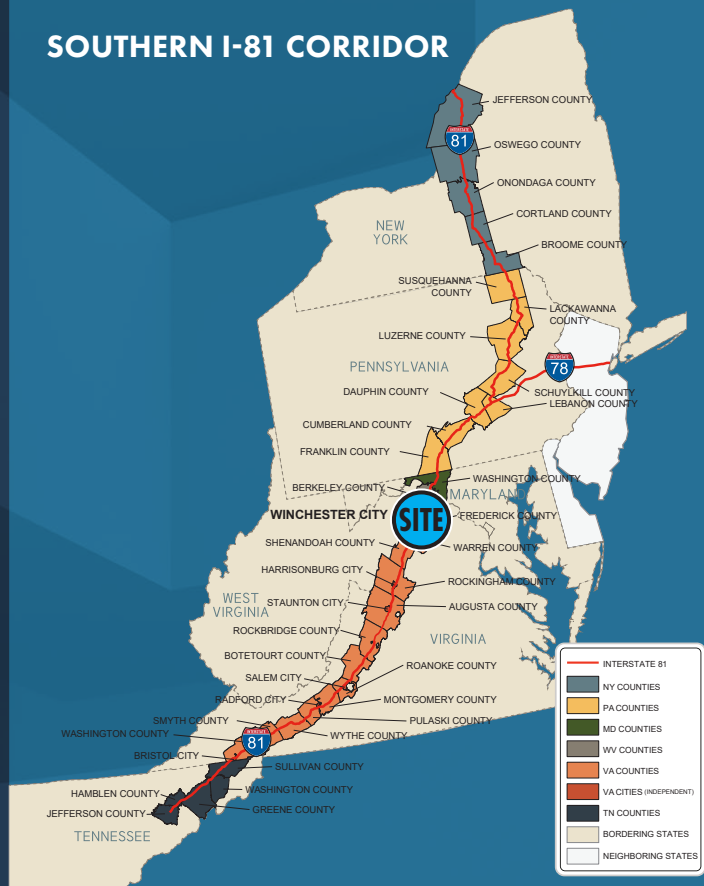 SOUTHERN I-81 CORRIDOR
JEFFERSON COUNTY
INTERSTATE
81
OSWEGO COUNTY
ONONDAGA COUNTY
CORTLAND COUNTY
NEW
YORK
BROOME COUNTY
SUSQUEHANNA
COUNTY
LACKAWANNA
COUNTY
LUZERNE COUNTY
INTERSTATE
78
PENNSYLVANIA
DAUPHIN COUNTY
SCHUYLKILL COUNTY
LEBANON COUNTY
CUMBERLAND COUNTY
FRANKLIN COUNTY
WASHINGTON COUNTY
BERKELEY COUNTY
MARYLAND
WINCHESTER CITY
SITE
FREDERICK COUNTY
SHENANDOAH COUNTY
WARREN COUNTY
HARRISONBURG CITY
ROCKINGHAM COUNTY
WEST
VIRGINIA
STAUNTON CITY
AUGUSTA COUNTY
ROCKBRIDGE COUNTY
VIRGINIA
BOTETOURT COUNTY
ROANOKE COUNTY
SALEM CITY
RADFORD CITY
MONTGOMERY COUNTY
SMYTH COUNTY
PULASKI COUNTY
WASHINGTON COUNTY
WYTHE COUNTY
INTERSTATE
81
BRISTOL CITY
SULLIVAN COUNTY
HAMBLEN COUNTY
WASHINGTON COUNTY
JEFFERSON COUNTY
GREENE COUNTY
TENNESSEE
INTERSTATE 81
NY COUNTIES
PA COUNTIES
MD COUNTIES
WV COUNTIES
VA COUNTIES
VA CITIES (INDEPENDENT)
TN COUNTIES
BORDERING STATES
NEIGHBORING STATES